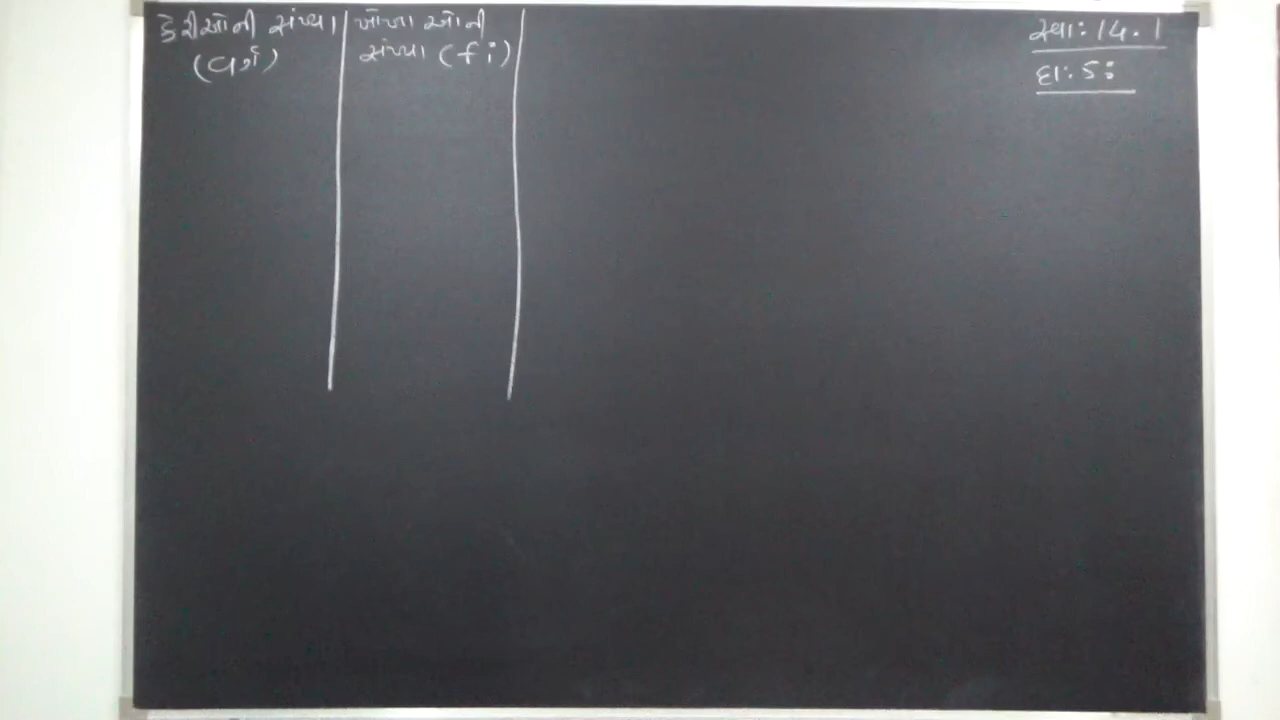 કેરીઓની સંખ્યા
(વર્ગ)
ખોખાઓની
સંખ્યા (fi)
સ્વા: 14.1
દા: 5: